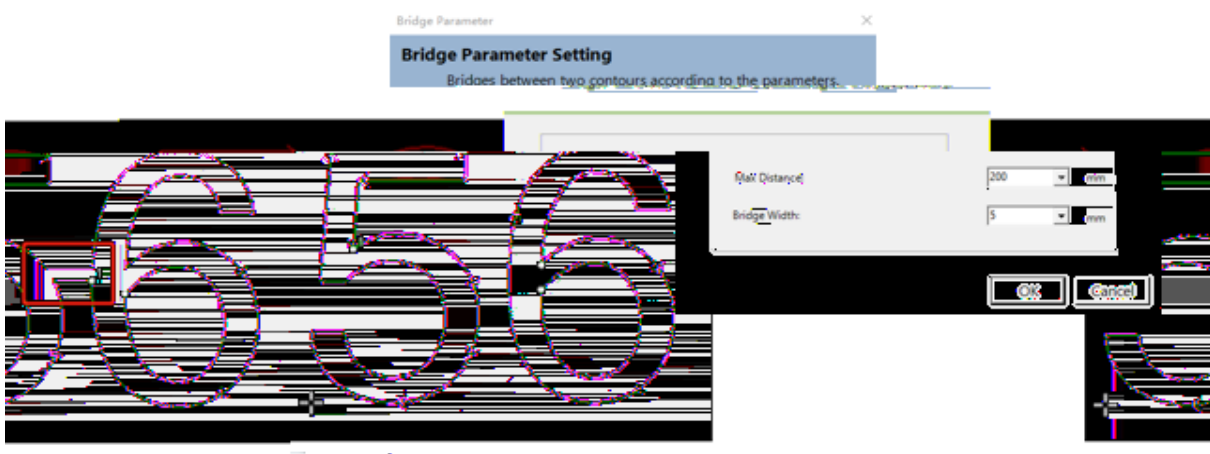 Bridge Parameter
Bridge Parameter Setting
Bridges between two contours according to the parameters.
656
Max Distance:
200
mm
Bridge Width:
5
mm
OK
Cancel